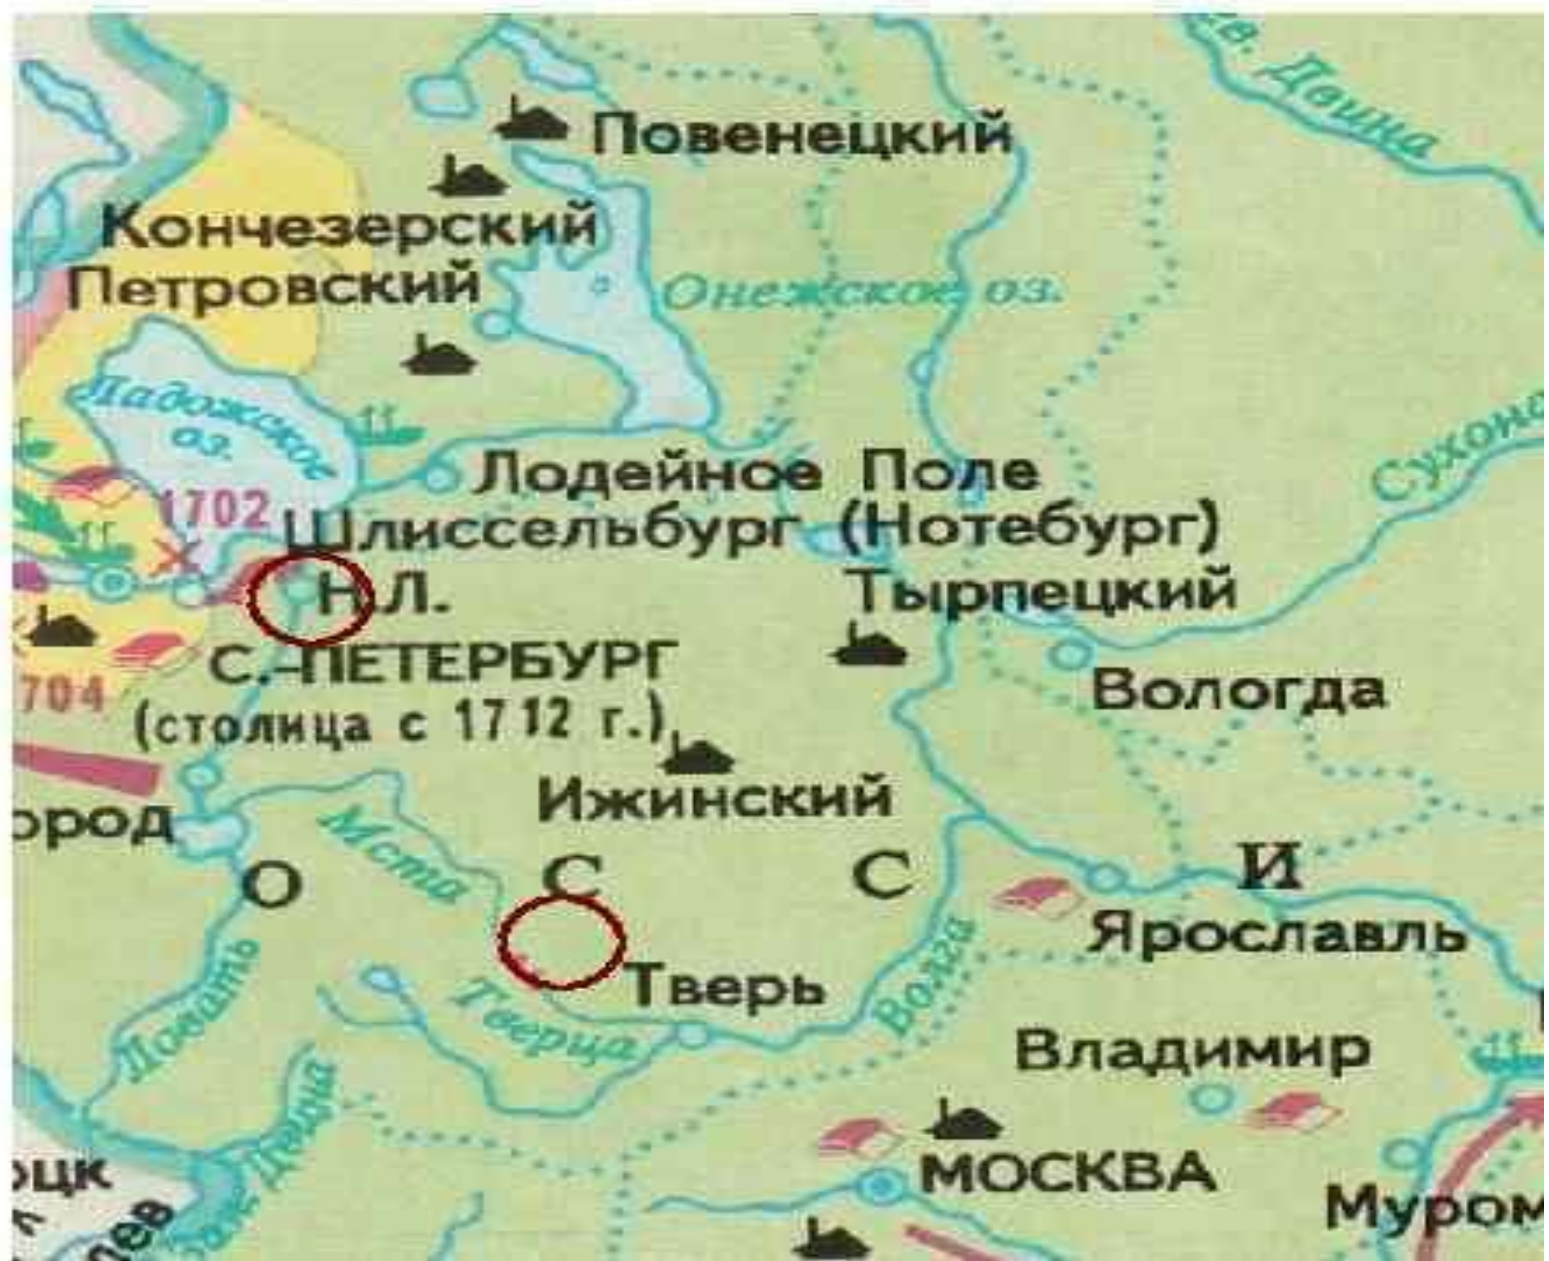 Св. Двина
Повенецкий
Кончезерский
Петровский
Онежское оз.
Ладожское
оз.
Лодейное Поле
1702
Шлиссельбург (Нотебург)
Н.Л.
Тырпецкий
С.-ПЕТЕРБУРГ
704
(столица с 1712 г.)
Вологда
Ижинский
ород
Мста
О С С И
Ярославль
Тверь
Волга
Ловать
Тверца
Владимир
МОСКВА
оцк
Муром